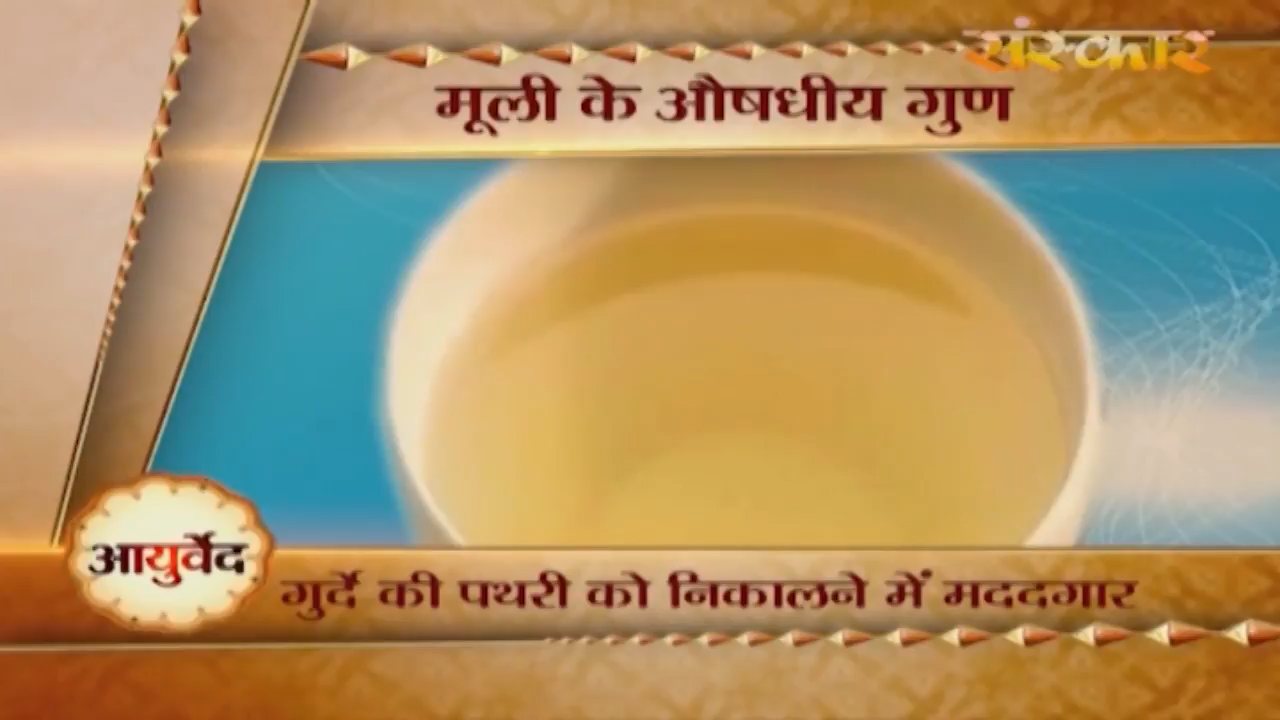 संस्कार
मूली के औषधीय गुण
आयुर्वेद
गुर्दे की पथरी को निकालने में मददगार